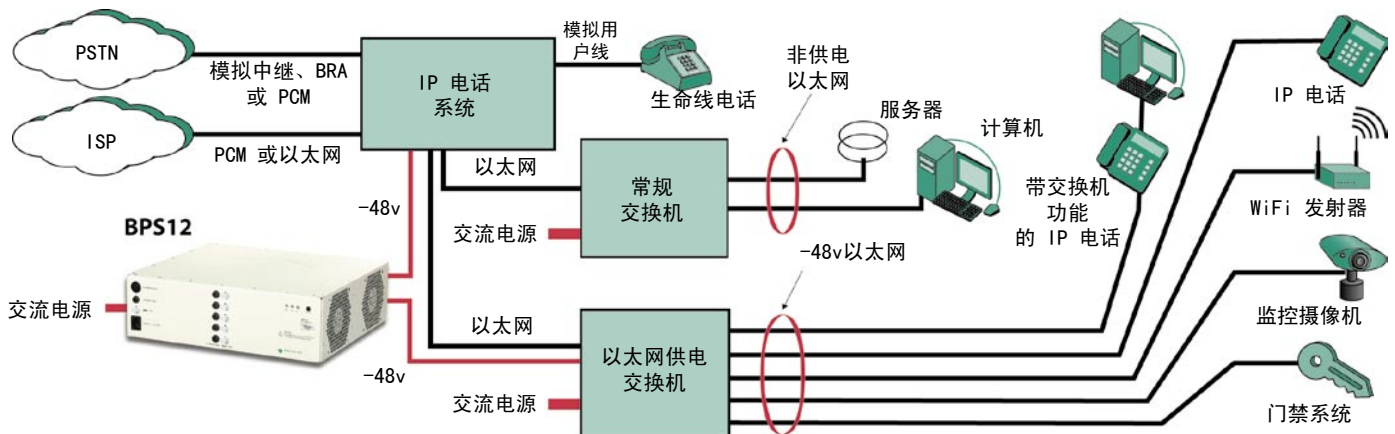 PSTN
模拟中继、BRA
或 PCM
ISP
PCM 或以太网
IP 电话
系统
模拟用
户线
生命线电话
非供电
以太网
服务器
计算机
以太网
常规
交换机
交流电源
-48v
BPS12
交流电源
-48v
以太网
以太网供电
交换机
交流电源
-48v以太网
带交换机
功能
的 IP 电话
IP 电话
WiFi 发射器
监控摄像机
门禁系统